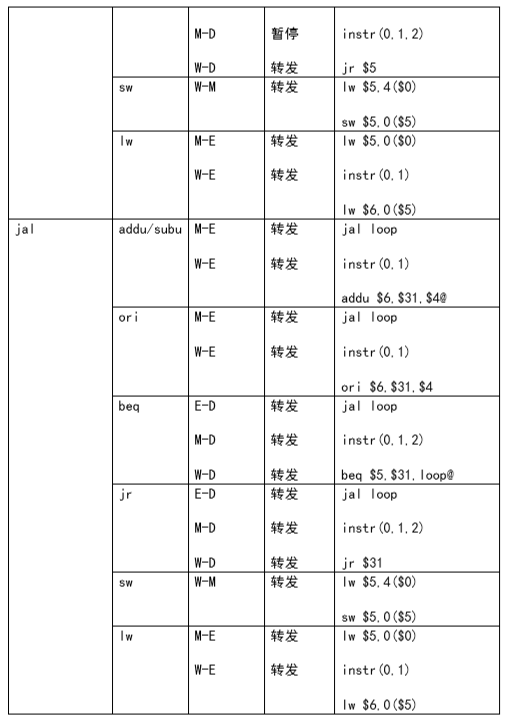 M-D 暂停 instr(0,1,2)
W-D 转发 jr $5
sw W-M 转发 lw $5,4($0)
sw $5,0($5)
lw M-E 转发 lw $5,0($0)
W-E 转发 instr(0,1)
lw $6,0($5)
jal addu/subu M-E 转发 jal loop
W-E 转发 instr(0,1)
addu $6,$31,$4@
ori M-E 转发 jal loop
W-E 转发 instr(0,1)
ori $6,$31,$4
beq E-D 转发 jal loop
M-D 转发 instr(0,1,2)
W-D 转发 beq $5,$31,loop@
jr E-D 转发 jal loop
M-D 转发 instr(0,1,2)
W-D 转发 jr $31
sw W-M 转发 lw $5,4($0)
sw $5,0($5)
lw M-E 转发 lw $5,0($0)
W-E 转发 instr(0,1)
lw $6,0($5)